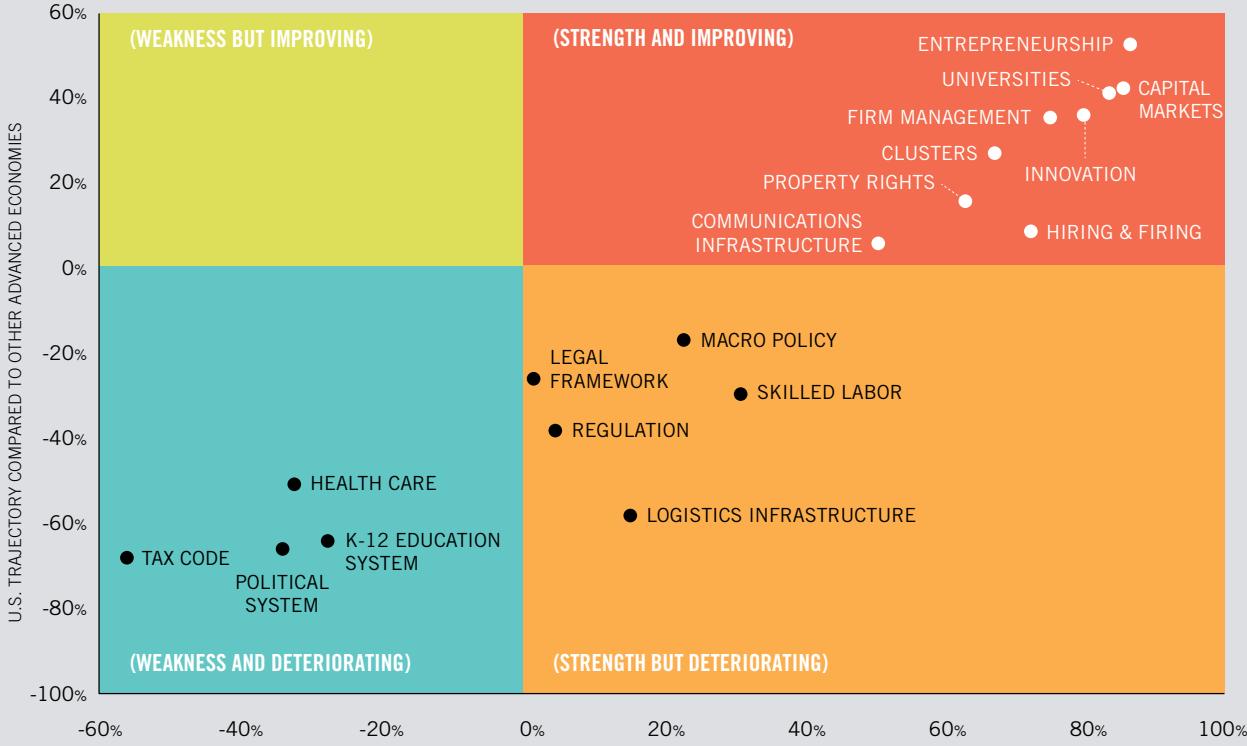 60%
40%
20%
0%
-20%
-40%
-60%
-80%
-100%
U.S. TRAJECTORY COMPARED TO OTHER ADVANCED ECONOMIES
(WEAKNESS BUT IMPROVING)
(STRENGTH AND IMPROVING)
ENTREPRENEURSHIP
UNIVERSITIES
CAPITAL
MARKETS
FIRM MANAGEMENT
CLUSTERS
INNOVATION
PROPERTY RIGHTS
COMMUNICATIONS
INFRASTRUCTURE
HIRING & FIRING
MACRO POLICY
LEGAL
FRAMEWORK
SKILLED LABOR
REGULATION
HEALTH CARE
LOGISTICS INFRASTRUCTURE
K-12 EDUCATION
SYSTEM
TAX CODE
POLITICAL
SYSTEM
(WEAKNESS AND DETERIORATING)
(STRENGTH BUT DETERIORATING)
-60%
-40%
-20%
0%
20%
40%
60%
80%
100%